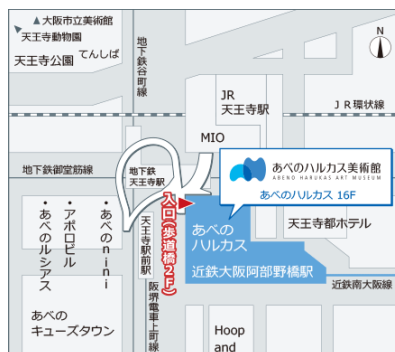 ▲大阪市立美術館
天王寺動物園
てんしば
天王寺公園
地下鉄谷町線
N
JR
天王寺駅
JR環状線
MIO
地下鉄御堂筋線
地下鉄
天王寺駅
あべのハルカス美術館
ABENO HARUKAS ART MUSEUM
あべのハルカス 16F
入口(歩道橋2F)
・あべのnini
・アポロビル
・あべのルシアス
天王寺駅前駅
あべの
ハルカス
天王寺都ホテル
近鉄大阪阿部野橋駅
近鉄南大阪線
阪堺電車上町線
あべの
キューズタウン
Hoop
and